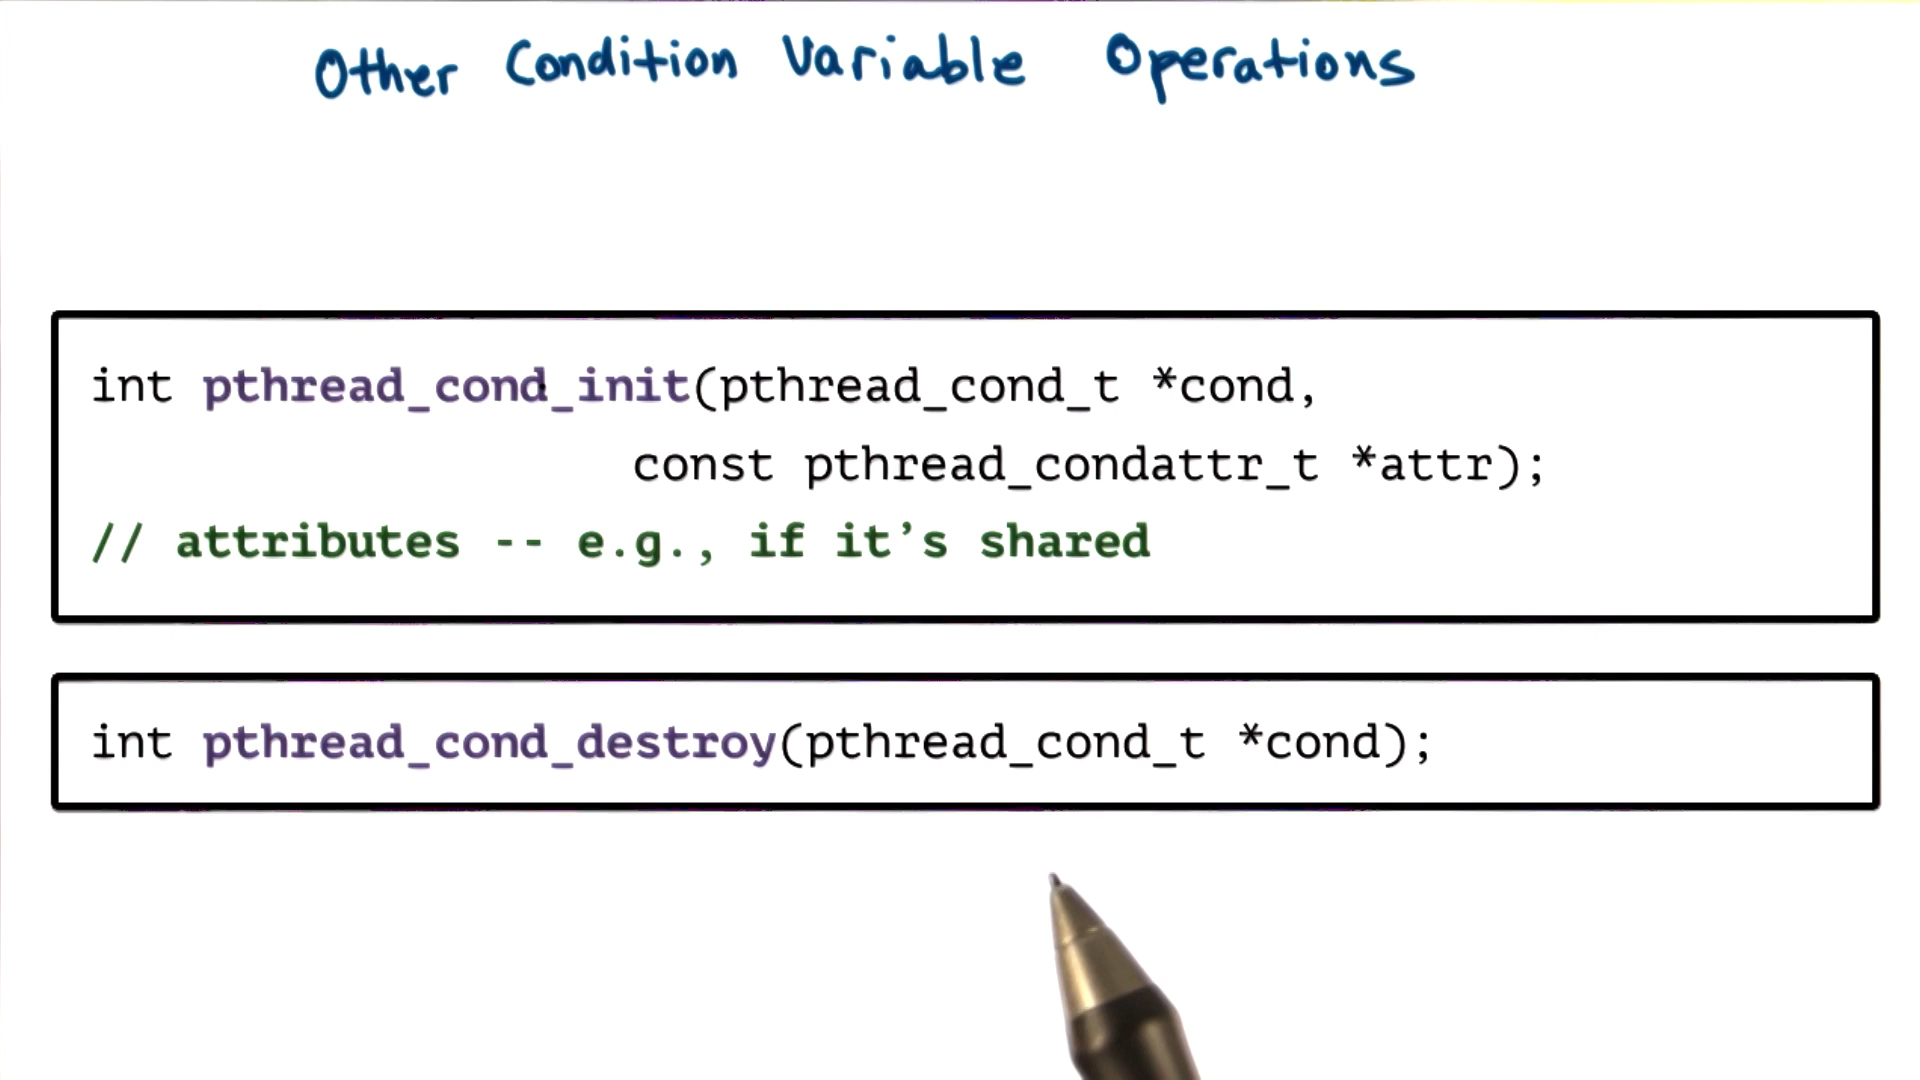 Other Condition Variable Operations
int pthread_cond_init(pthread_cond_t *cond,
const pthread_condattr_t *attr);
// attributes -- e.g., if it’s shared
int pthread_cond_destroy(pthread_cond_t *cond);